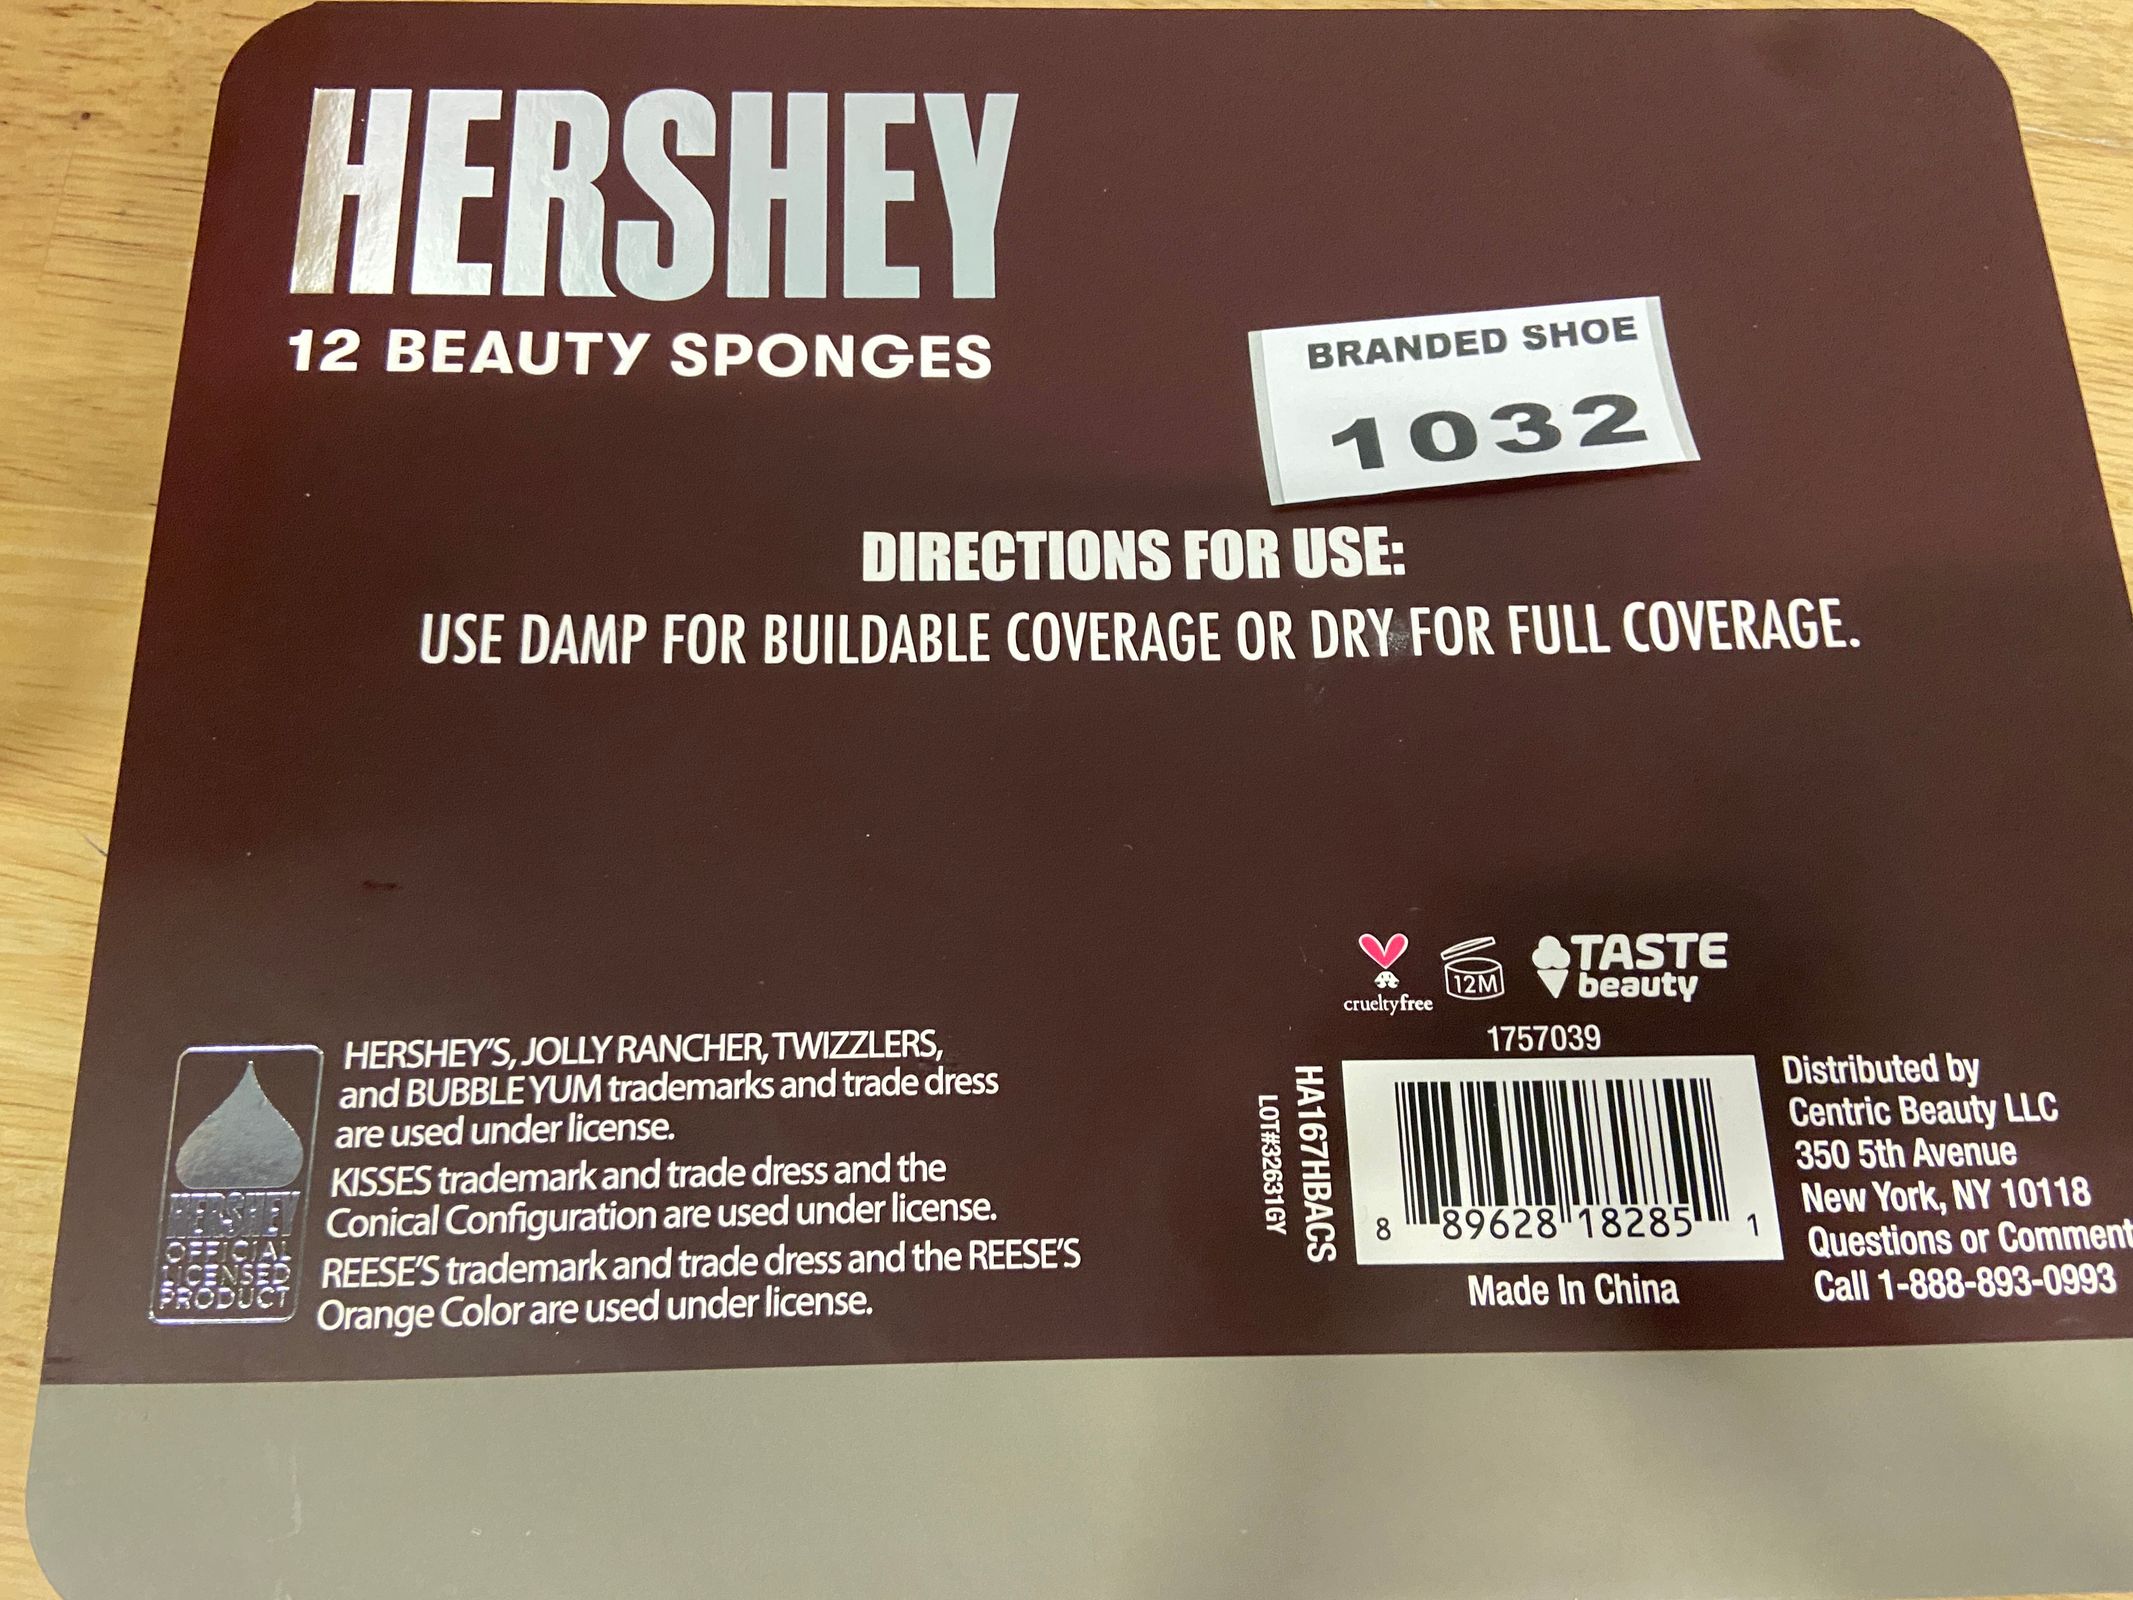 HERSHEY
12 BEAUTY SPONGES
BRANDED SHOE
1032
DIRECTIONS FOR USE:
USE DAMP FOR BUILDABLE COVERAGE OR DRY FOR FULL COVERAGE.
HERSHEY
OFFICIAL
LICENSED
PRODUCT
HERSHEY'S, JOLLY RANCHER, TWIZZLERS,
and BUBBLE YUM trademarks and trade dress
are used under license.
KISSES trademark and trade dress and the
Conical Configuration are used under license.
REESE'S trademark and trade dress and the REESE'S
Orange Color are used under license.
crueltyfree
12M
TASTE
beauty
1757039
LOT#32631GY
HA167HBACS
8 89628 18285 1
Made In China
Distributed by
Centric Beauty LLC
350 5th Avenue
New York, NY 10118
Questions or Comment
Call 1-888-893-0993